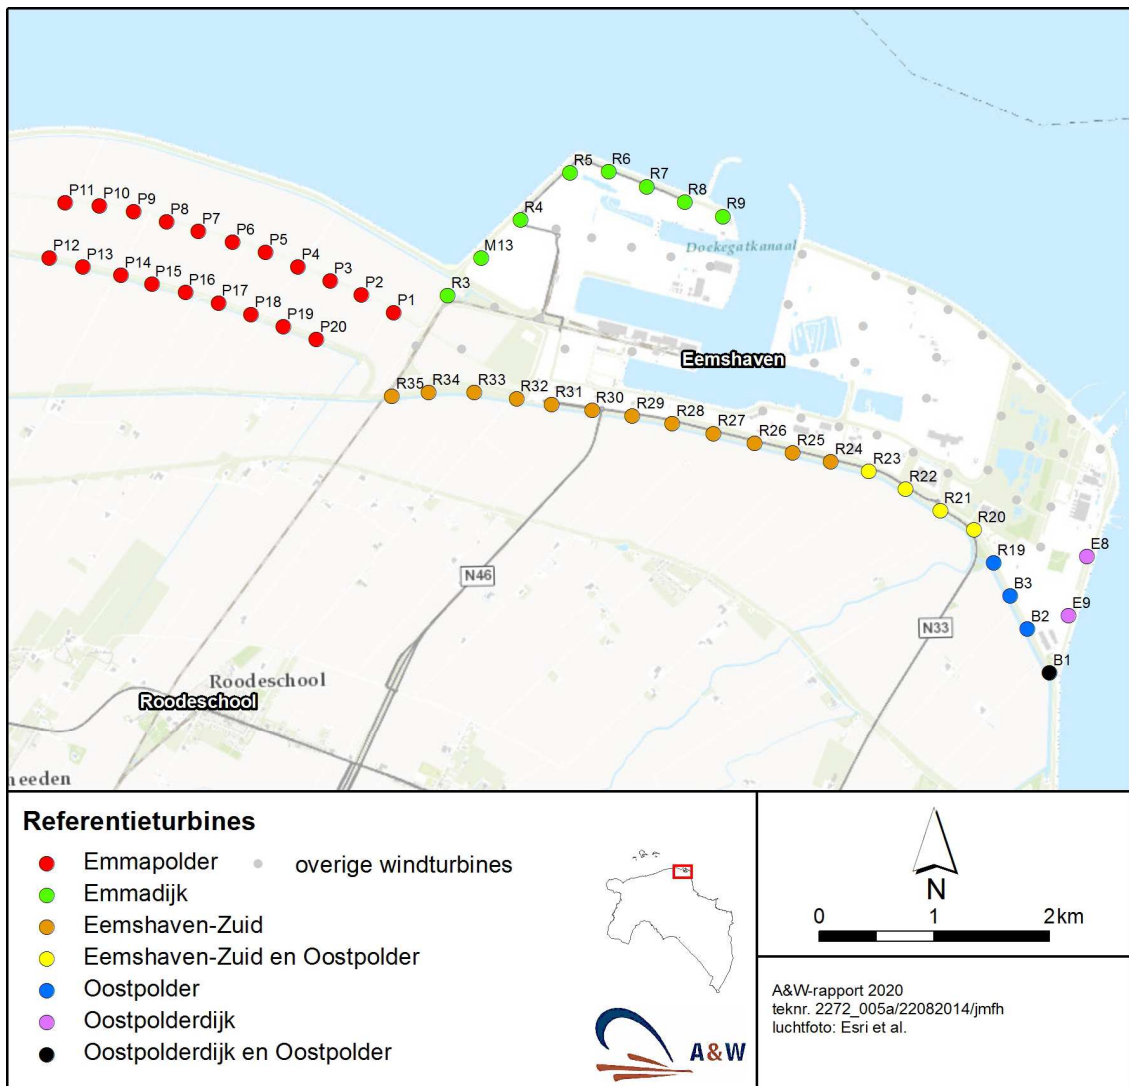 R5
R6
R7
R8
R9
R4
M13
R3
Doekegatkanaal
P11
P10
P9
P8
P7
P6
P5
P4
P3
P2
P1
P12
P13
P14
P15
P16
P17
P18
P19
P20
Eemshaven
R35
R34
R33
R32
R31
R30
R29
R28
R27
R26
R25
R24
R23
R22
R21
R20
R19
B3
B2
B1
E8
E9
N46
N33
Roodeschool
Roodeschool
eeden
Referentieturbines
Emmapolder
overige windturbines
Emmadijk
Eemshaven-Zuid
Eemshaven-Zuid en Oostpolder
Oostpolder
Oostpolderdijk
Oostpolderdijk en Oostpolder
A&W
N
0 1 2 km
A&W-rapport 2020
teknr. 2272_005a/22082014/jmfh
luchtfoto: Esri et al.